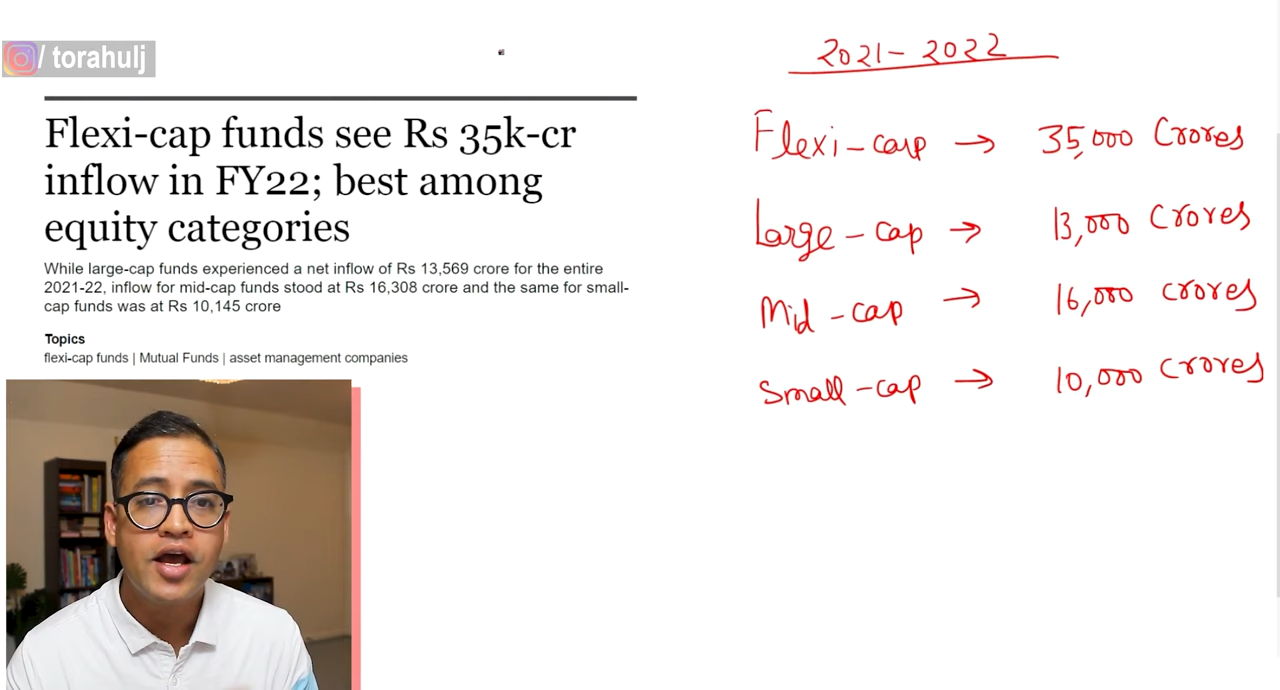 / torahulj
Flexi-cap funds see Rs 35k-cr
inflow in FY22; best among
equity categories
While large-cap funds experienced a net inflow of Rs 13,569 crore for the entire
2021-22, inflow for mid-cap funds stood at Rs 16,308 crore and the same for small-
cap funds was at Rs 10,145 crore
Topics
flexi-cap funds | Mutual Funds | asset management companies
2021-2022
Flexi-cap → 35,000 Crores
Large-cap → 13,000 Crores
Mid-cap → 16,000 crores
Small-cap → 10,000 crores